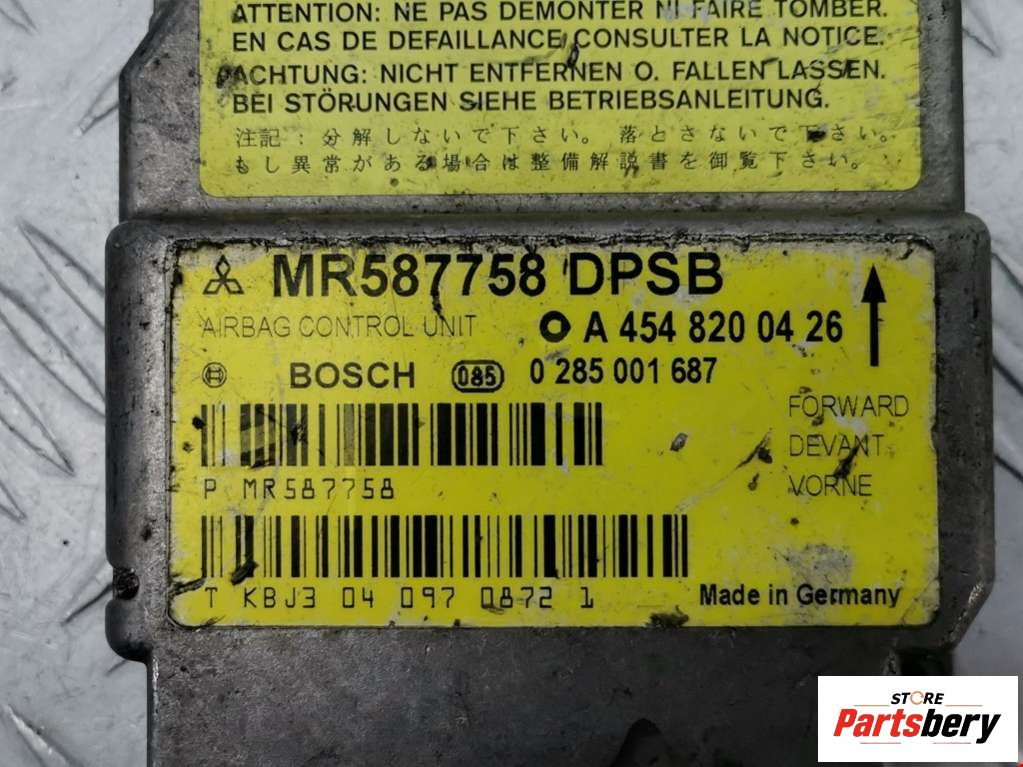 ATTENTION: NE PAS DEMONTER NI FAIRE TOMBER.
EN CAS DE DEFAILLANCE CONSULTER LA NOTICE.
ACHTUNG: NICHT ENTFERNEN O. FALLEN LASSEN.
BEI STÖRUNGEN SIEHE BETRIEBSANLEITUNG.
注記:分解しないで下さい。落とさないで下さい。
もし異常がある場合は整備解説書を御覧下さい。
MR587758 DPSB
AIRBAG CONTROL UNIT A 454 820 04 26
BOSCH 085 0 285 001 687
FORWARD
DEVANT
VORNE
P MR587758
T KBJ3 04 097 0872 1 Made in Germany
STORE
Partsbery